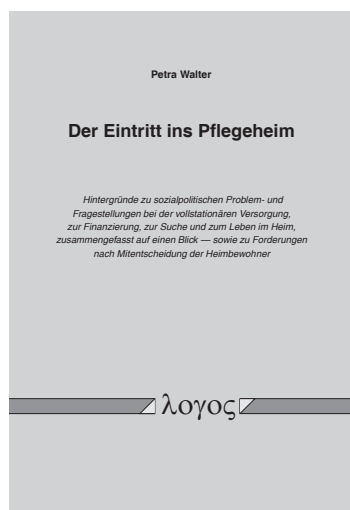 Petra Walter
Der Eintritt ins Pflegeheim
Hintergründe zu sozialpolitischen Problem- und
Fragestellungen bei der vollstationären Versorgung,
zur Finanzierung, zur Suche und zum Leben im Heim,
zusammengefasst auf einen Blick — sowie zu Forderungen
nach Mitentscheidung der Heimbewohner
λογος